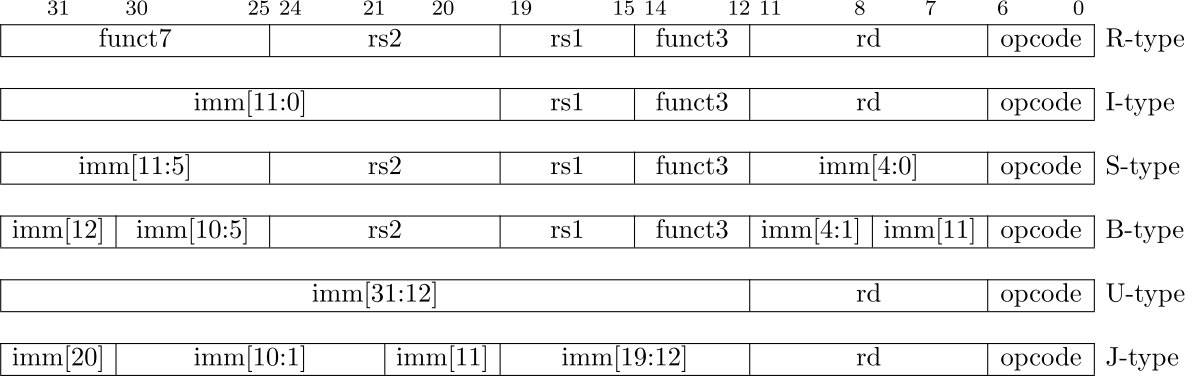 31 30 25 24 21 20 19 15 14 12 11 8 7 6 0
funct7 rs2 rs1 funct3 rd opcode R-type
imm[11:0] rs1 funct3 rd opcode I-type
imm[11:5] rs2 rs1 funct3 imm[4:0] opcode S-type
imm[12] imm[10:5] rs2 rs1 funct3 imm[4:1] imm[11] opcode B-type
imm[31:12] rd opcode U-type
imm[20] imm[10:1] imm[11] imm[19:12] rd opcode J-type